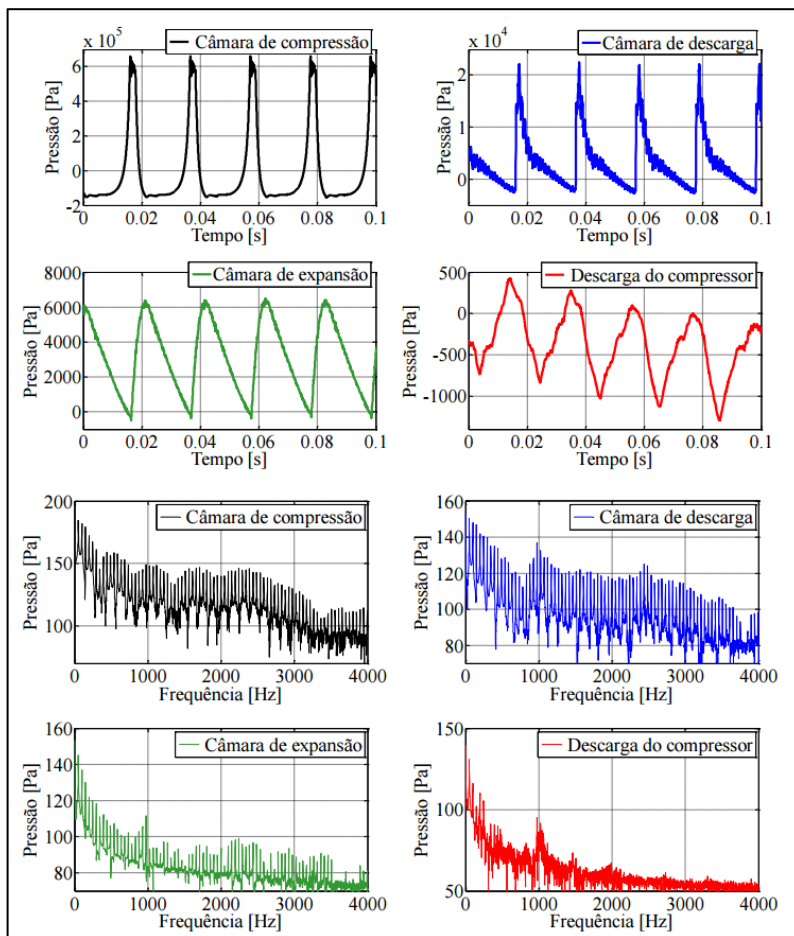 x 10⁵
Câmara de compressão
Pressão [Pa]
6
4
2
0
-2
0 0.02 0.04 0.06 0.08 0.1
Tempo [s]
x 10⁴
Câmara de descarga
Pressão [Pa]
2
1
0
0 0.02 0.04 0.06 0.08 0.1
Tempo [s]
Câmara de expansão
Pressão [Pa]
8000
6000
4000
2000
0
0 0.02 0.04 0.06 0.08 0.1
Tempo [s]
Descarga do compressor
Pressão [Pa]
500
0
-500
-1000
0 0.02 0.04 0.06 0.08 0.1
Tempo [s]
Câmara de compressão
Pressão [Pa]
200
150
100
0 1000 2000 3000 4000
Frequência [Hz]
Câmara de descarga
Pressão [Pa]
160
140
120
100
80
0 1000 2000 3000 4000
Frequência [Hz]
Câmara de expansão
Pressão [Pa]
160
140
120
100
80
0 1000 2000 3000 4000
Frequência [Hz]
Descarga do compressor
Pressão [Pa]
150
100
50
0 1000 2000 3000 4000
Frequência [Hz]